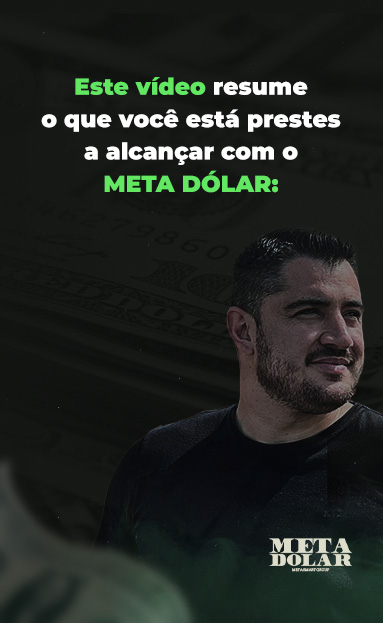 Este vídeo resume
o que você está prestes
a alcançar com o
META DÓLAR:
META
DOLAR